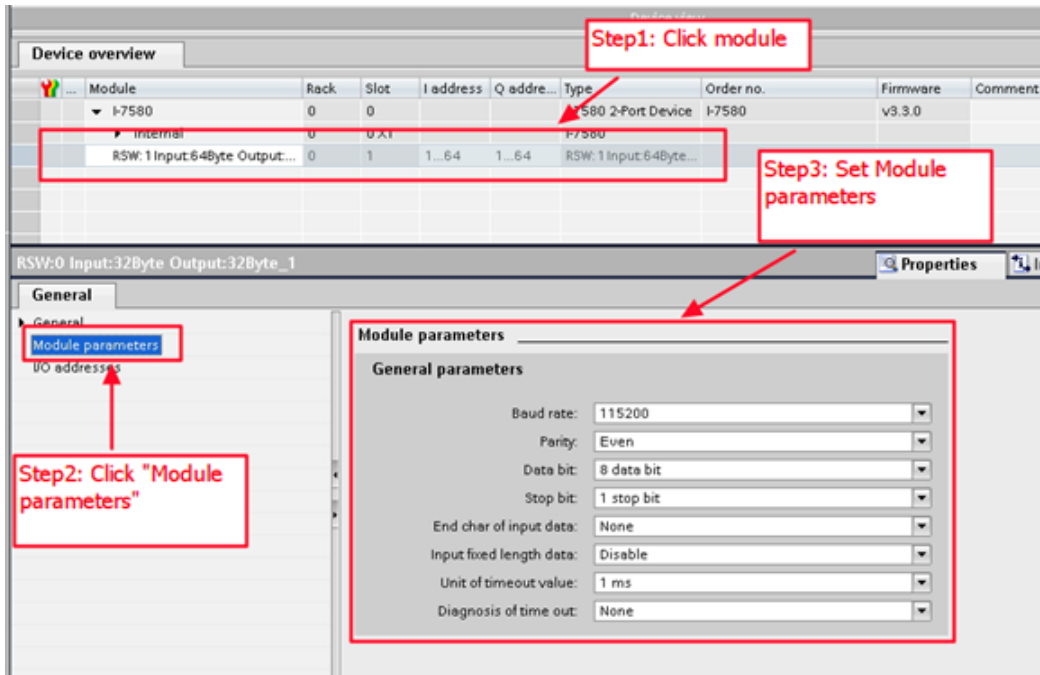 Device view
Step1: Click module
Device overview
... Module Rack Slot I address Q addre... Type Order no. Firmware Comment
I-7580 0 0 7580 2-Port Device I-7580 v3.3.0
Internal 0 0 X1 I-7580
RSW: 1 Input:64Byte Output:... 0 1 1...64 1...64 RSW: 1 Input:64Byte...
Step3: Set Module
parameters
RSW:0 Input:32Byte Output:32Byte_1
Properties
General
General
Module parameters
I/O addresses
Step2: Click "Module
parameters"
Module parameters
General parameters
Baud rate: 115200
Parity: Even
Data bit: 8 data bit
Stop bit: 1 stop bit
End char of input data: None
Input fixed length data: Disable
Unit of timeout value: 1 ms
Diagnosis of time out: None